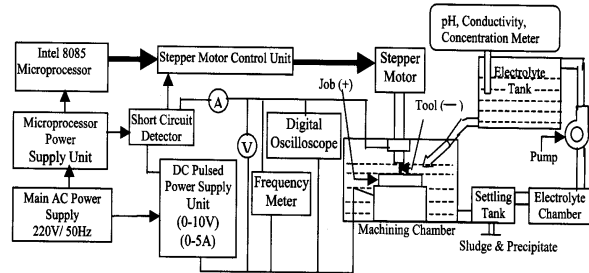 pH, Conductivity,
Concentration Meter
Intel 8085
Microprocessor
Stepper Motor Control Unit
Stepper
Motor
Job (+)
Tool (—)
Electrolyte
Tank
Microprocessor
Power
Supply Unit
Short Circuit
Detector
A
V
Digital
Oscilloscope
Frequency
Meter
Pump
Main AC Power
Supply
220V/ 50Hz
DC Pulsed
Power Supply
Unit
(0-10V)
(0-5A)
Machining Chamber
Settling
Tank
Electrolyte
Chamber
Sludge & Precipitate